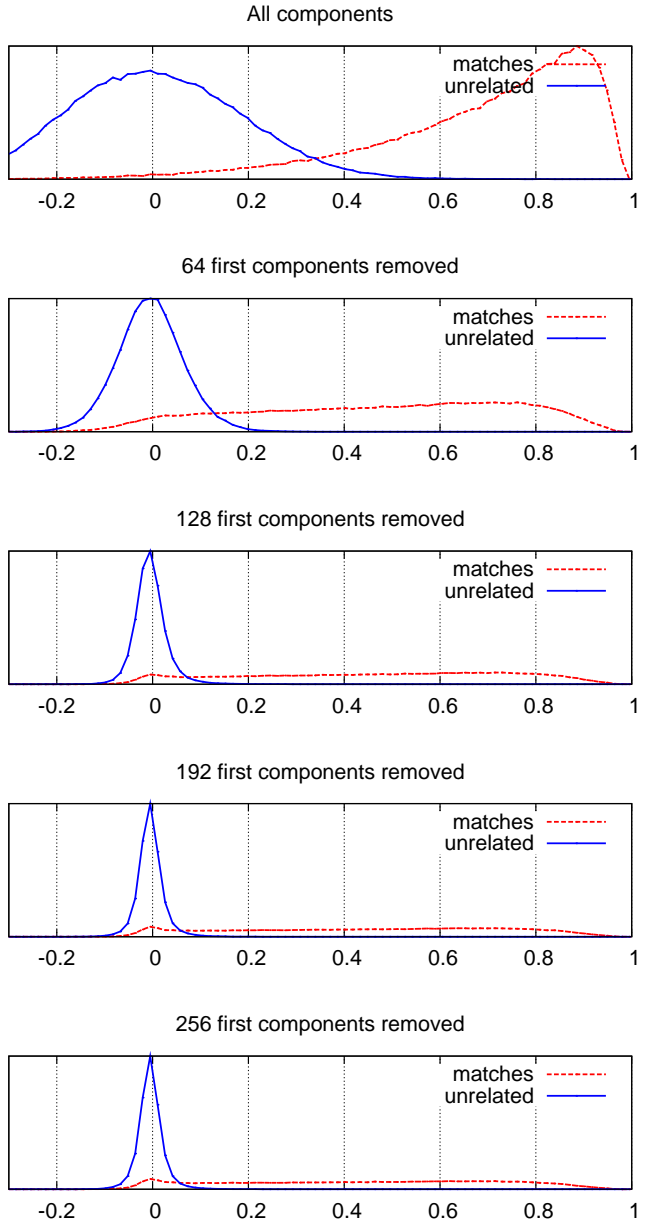 All components
matches
unrelated
-0.2 0 0.2 0.4 0.6 0.8 1
64 first components removed
matches
unrelated
-0.2 0 0.2 0.4 0.6 0.8 1
128 first components removed
matches
unrelated
-0.2 0 0.2 0.4 0.6 0.8 1
192 first components removed
matches
unrelated
-0.2 0 0.2 0.4 0.6 0.8 1
256 first components removed
matches
unrelated
-0.2 0 0.2 0.4 0.6 0.8 1